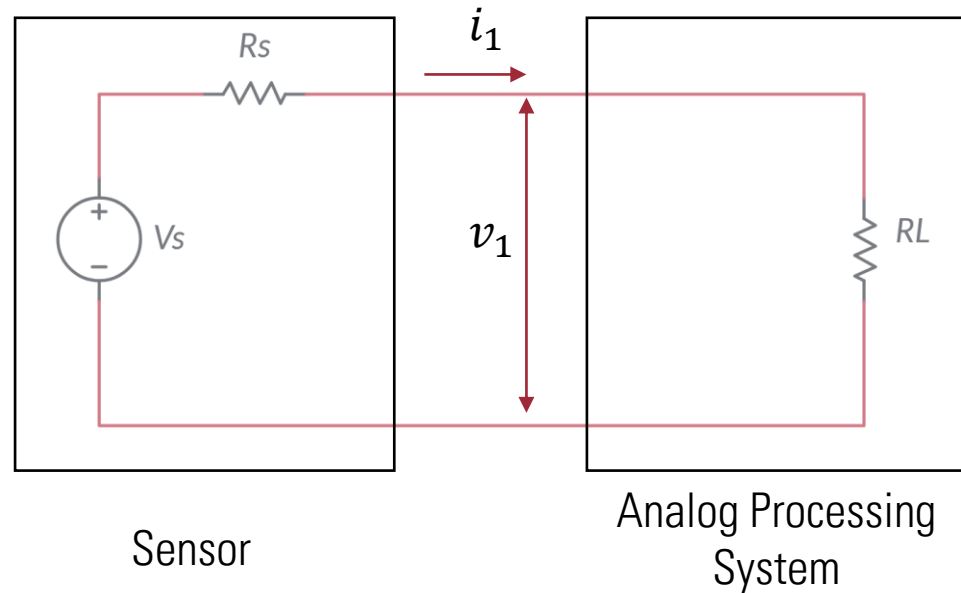 i₁
Rs
+
Vs
−
v₁
RL
Sensor
Analog Processing
System